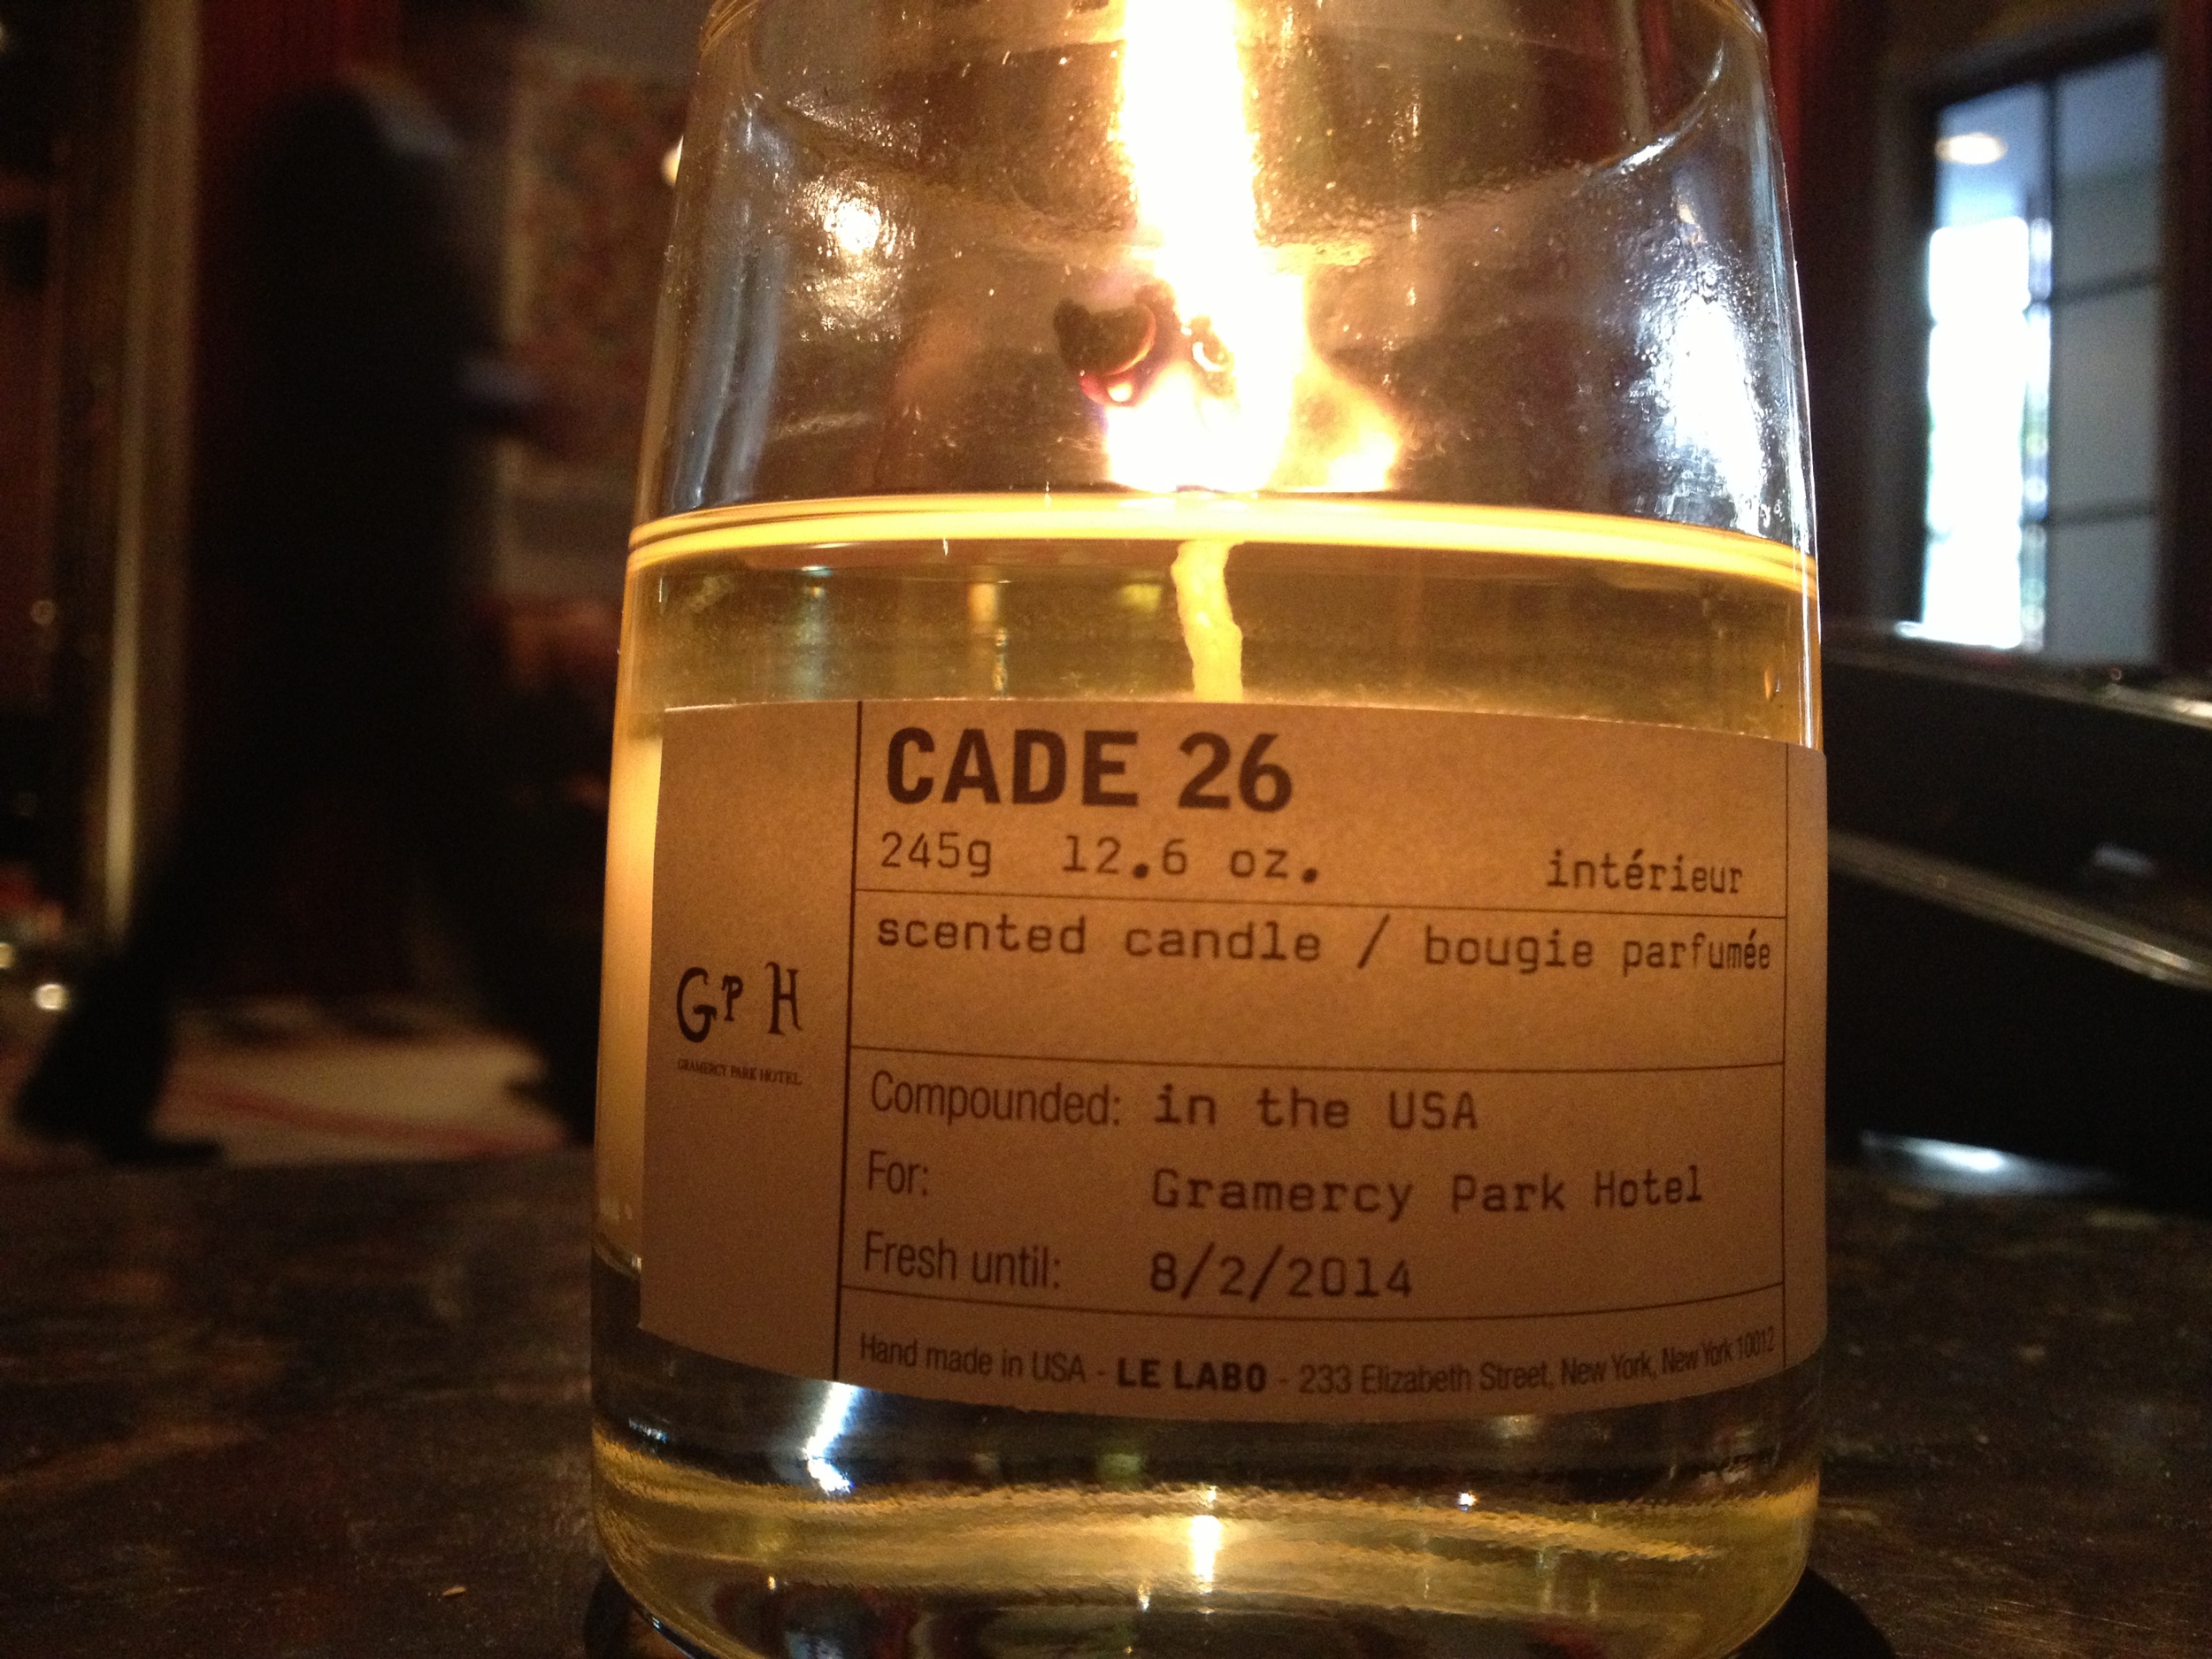 CADE 26
245g 12.6 oz. intérieur
scented candle / bougie parfumée
GP H
GRAMERCY PARK HOTEL
Compounded: in the USA
For: Gramercy Park Hotel
Fresh until: 8/2/2014
Hand made in USA - LE LABO - 233 Elizabeth Street, New York, New York 10012